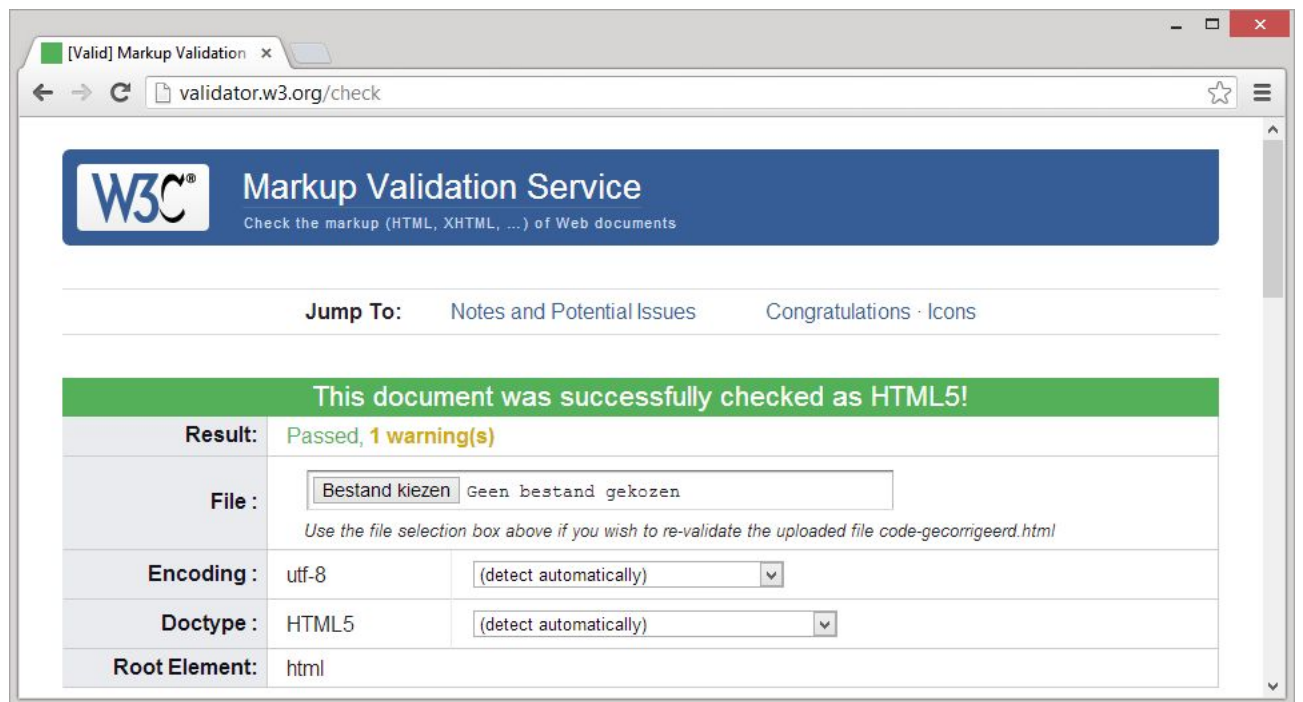 [Valid] Markup Validation
validator.w3.org/check
W3C®
Markup Validation Service
Check the markup (HTML, XHTML, ...) of Web documents
Jump To: Notes and Potential Issues Congratulations · Icons
This document was successfully checked as HTML5!
Result: Passed, 1 warning(s)
File : Bestand kiezen Geen bestand gekozen
Use the file selection box above if you wish to re-validate the uploaded file code-gecorrigeerd.html
Encoding : utf-8 (detect automatically)
Doctype : HTML5 (detect automatically)
Root Element: html